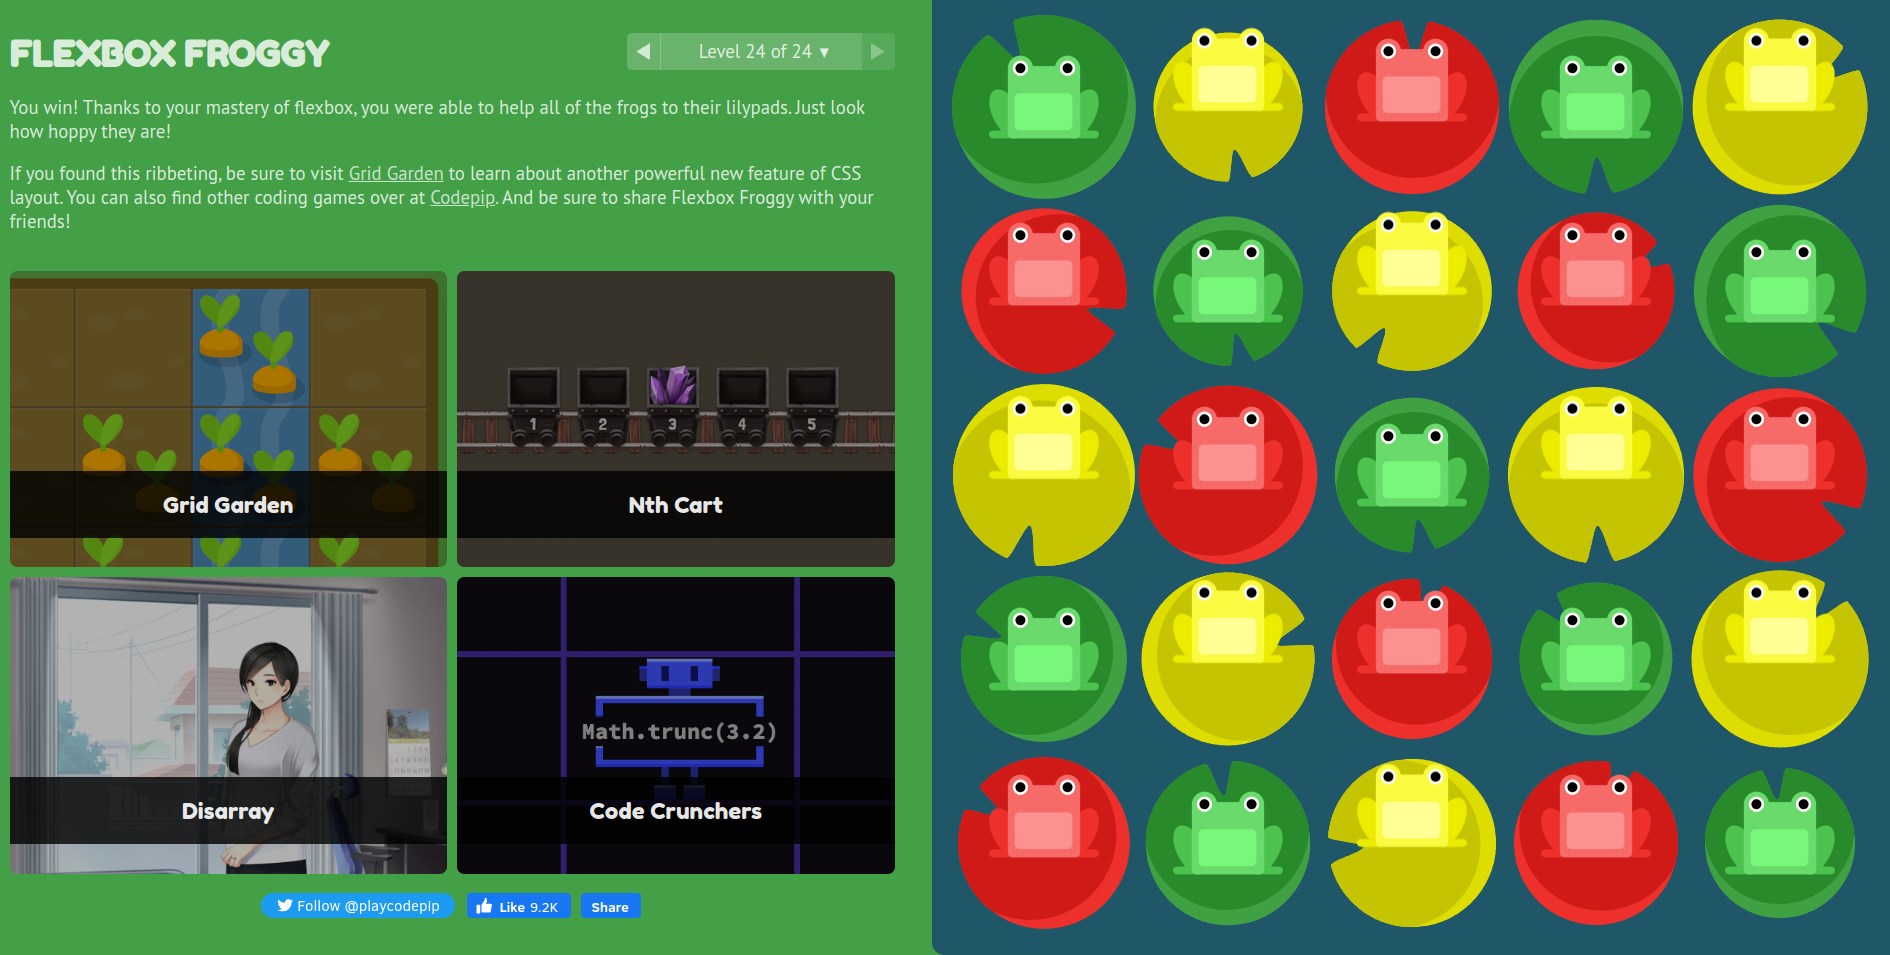 FLEXBOX FROGGY
Level 24 of 24 ▼
You win! Thanks to your mastery of flexbox, you were able to help all of the frogs to their lilypads. Just look
how hoppy they are!
If you found this ribbeting, be sure to visit Grid Garden to learn about another powerful new feature of CSS
layout. You can also find other coding games over at Codepip. And be sure to share Flexbox Froggy with your
friends!
1 2 3 4 5
Grid Garden
Nth Cart
Math.trunc(3.2)
Disarray
Code Crunchers
Follow @playcodepip
Like 9.2K
Share